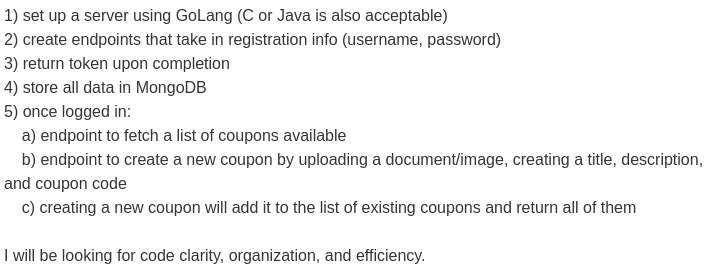 1) set up a server using GoLang (C or Java is also acceptable)
2) create endpoints that take in registration info (username, password)
3) return token upon completion
4) store all data in MongoDB
5) once logged in:
a) endpoint to fetch a list of coupons available
b) endpoint to create a new coupon by uploading a document/image, creating a title, description,
and coupon code
c) creating a new coupon will add it to the list of existing coupons and return all of them
I will be looking for code clarity, organization, and efficiency.